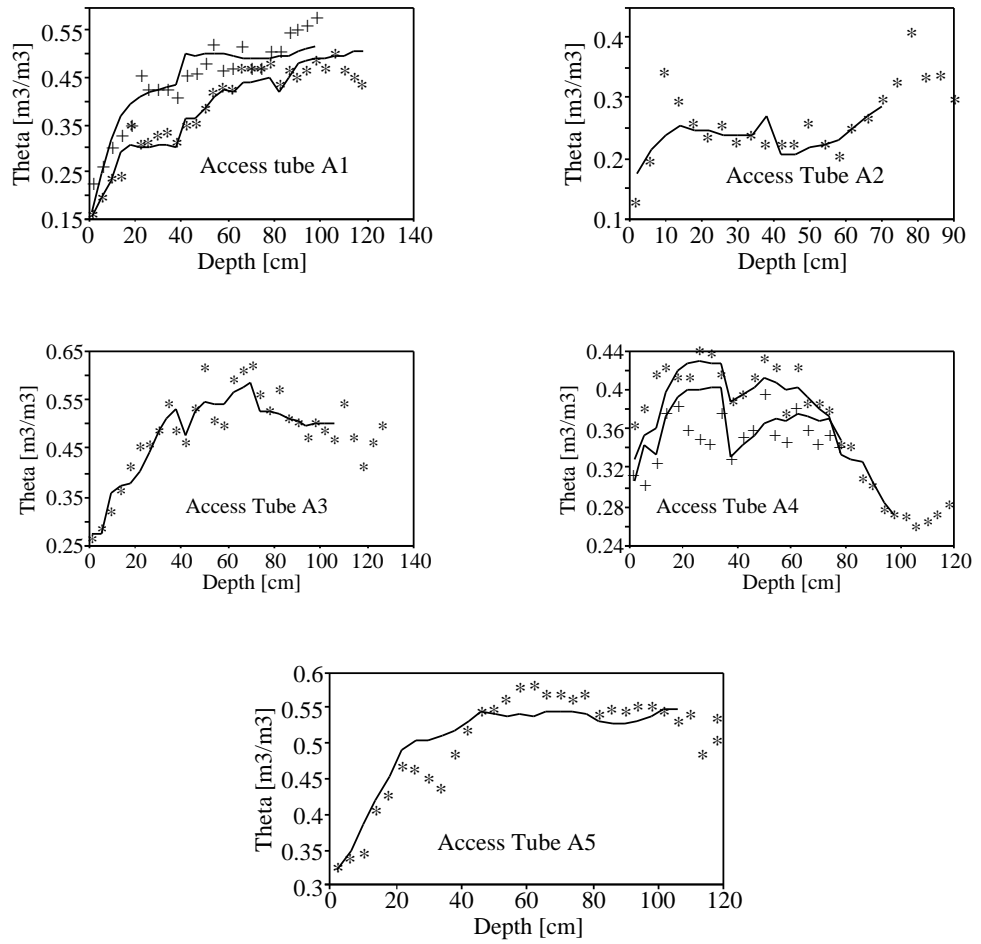 0.55
0.45
0.35
0.25
0.15
Theta [m3/m3]
Access tube A1
0 20 40 60 80 100 120 140
Depth [cm]
0.4
0.3
0.2
0.1
Theta [m3/m3]
Access Tube A2
0 10 20 30 40 50 60 70 80 90
Depth [cm]
0.65
0.55
0.45
0.35
0.25
Theta [m3/m3]
Access Tube A3
0 20 40 60 80 100 120 140
Depth [cm]
0.44
0.4
0.36
0.32
0.28
0.24
Theta [m3/m3]
Access Tube A4
0 20 40 60 80 100 120
Depth [cm]
0.6
0.55
0.5
0.45
0.4
0.35
0.3
Theta [m3/m3]
Access Tube A5
0 20 40 60 80 100 120
Depth [cm]